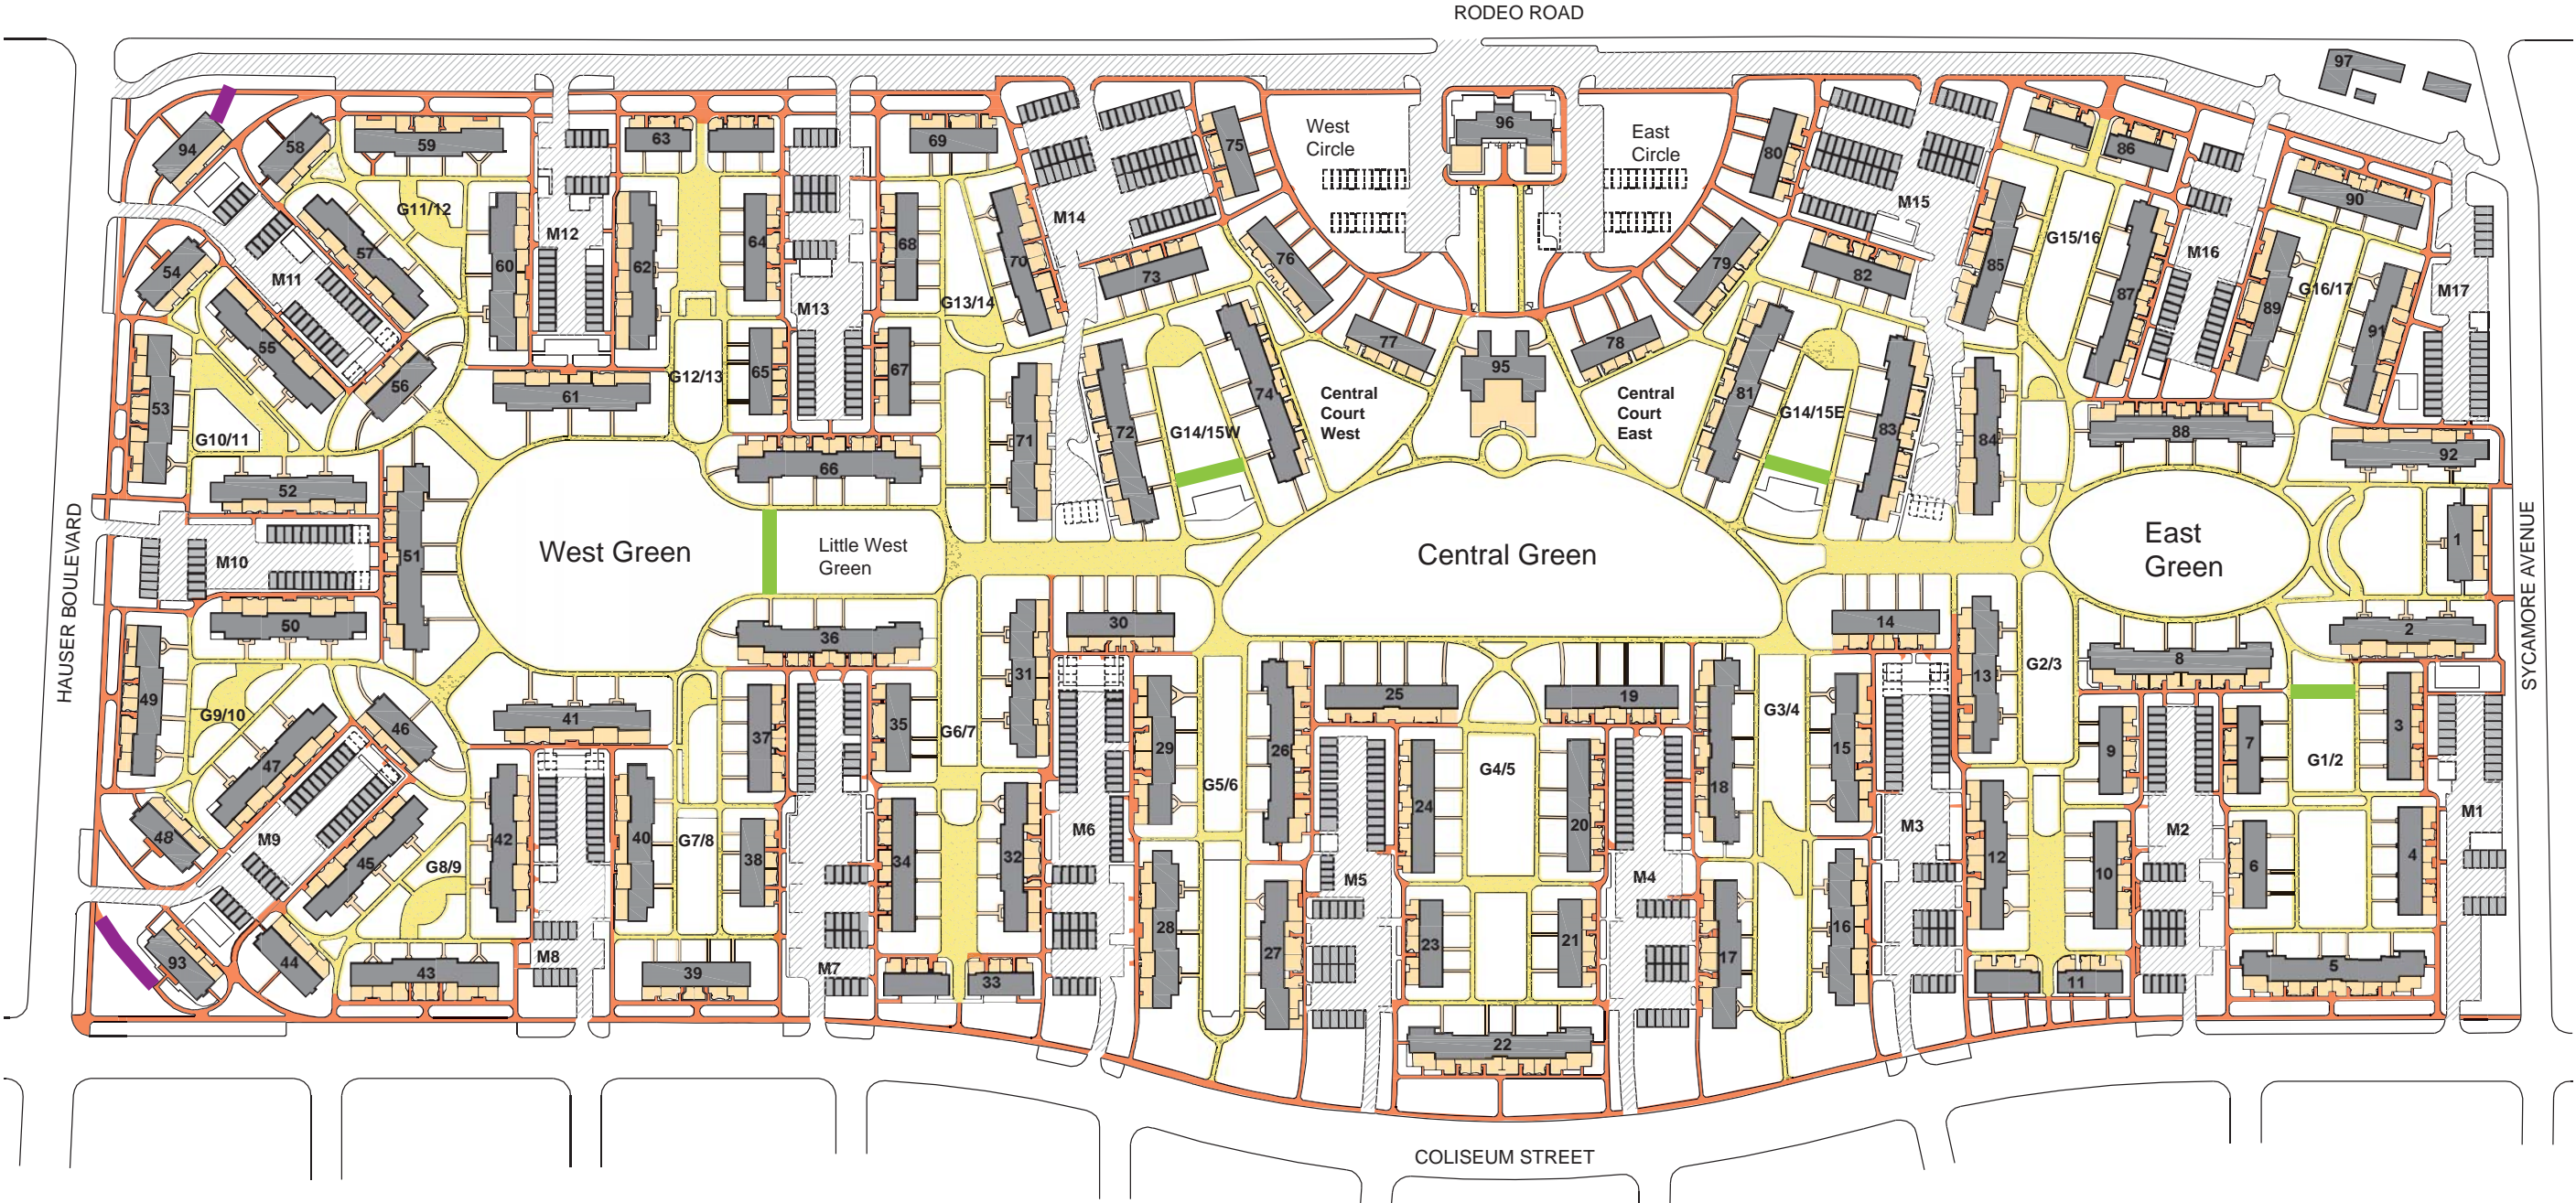 RODEO ROAD
97
94
58
59
63
69
75
West
Circle
96
East
Circle
80
86
90
G11/12
M12
M14
M15
54
57
60
62
64
68
70
73
76
79
82
85
G15/16
M16
87
89
G16/17
91
M17
M11
55
56
M13
G13/14
53
61
G12/13
65
67
77
95
78
G10/11
66
71
72
74
G14/15W
Central
Court
West
Central
Court
East
81
G14/15E
83
84
88
92
52
51
M10
West Green
Little West
Green
Central Green
East
Green
1
HAUSER BOULEVARD
SYCAMORE AVENUE
50
36
30
14
8
2
49
G9/10
46
41
37
35
G6/7
31
29
26
25
19
18
G3/4
15
13
G2/3
9
7
G1/2
3
47
48
M9
45
G8/9
42
40
G7/8
38
34
32
M6
G5/6
24
G4/5
20
M5
M4
M3
12
10
M2
6
4
M1
93
44
43
M8
39
M7
33
28
27
23
21
17
16
11
5
22
COLISEUM STREET